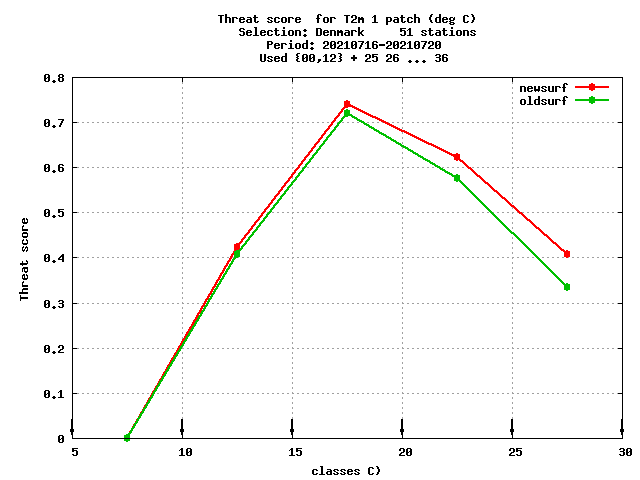 Threat score  for T2m 1 patch (deg C)
Selection: Denmark     51 stations
Period: 20210716-20210720
Used {00,12} + 25 26 ... 36
newsurf
oldsurf
0.8
0.7
0.6
0.5
0.4
0.3
0.2
0.1
0
Threat score
5 10 15 20 25 30
classes C)